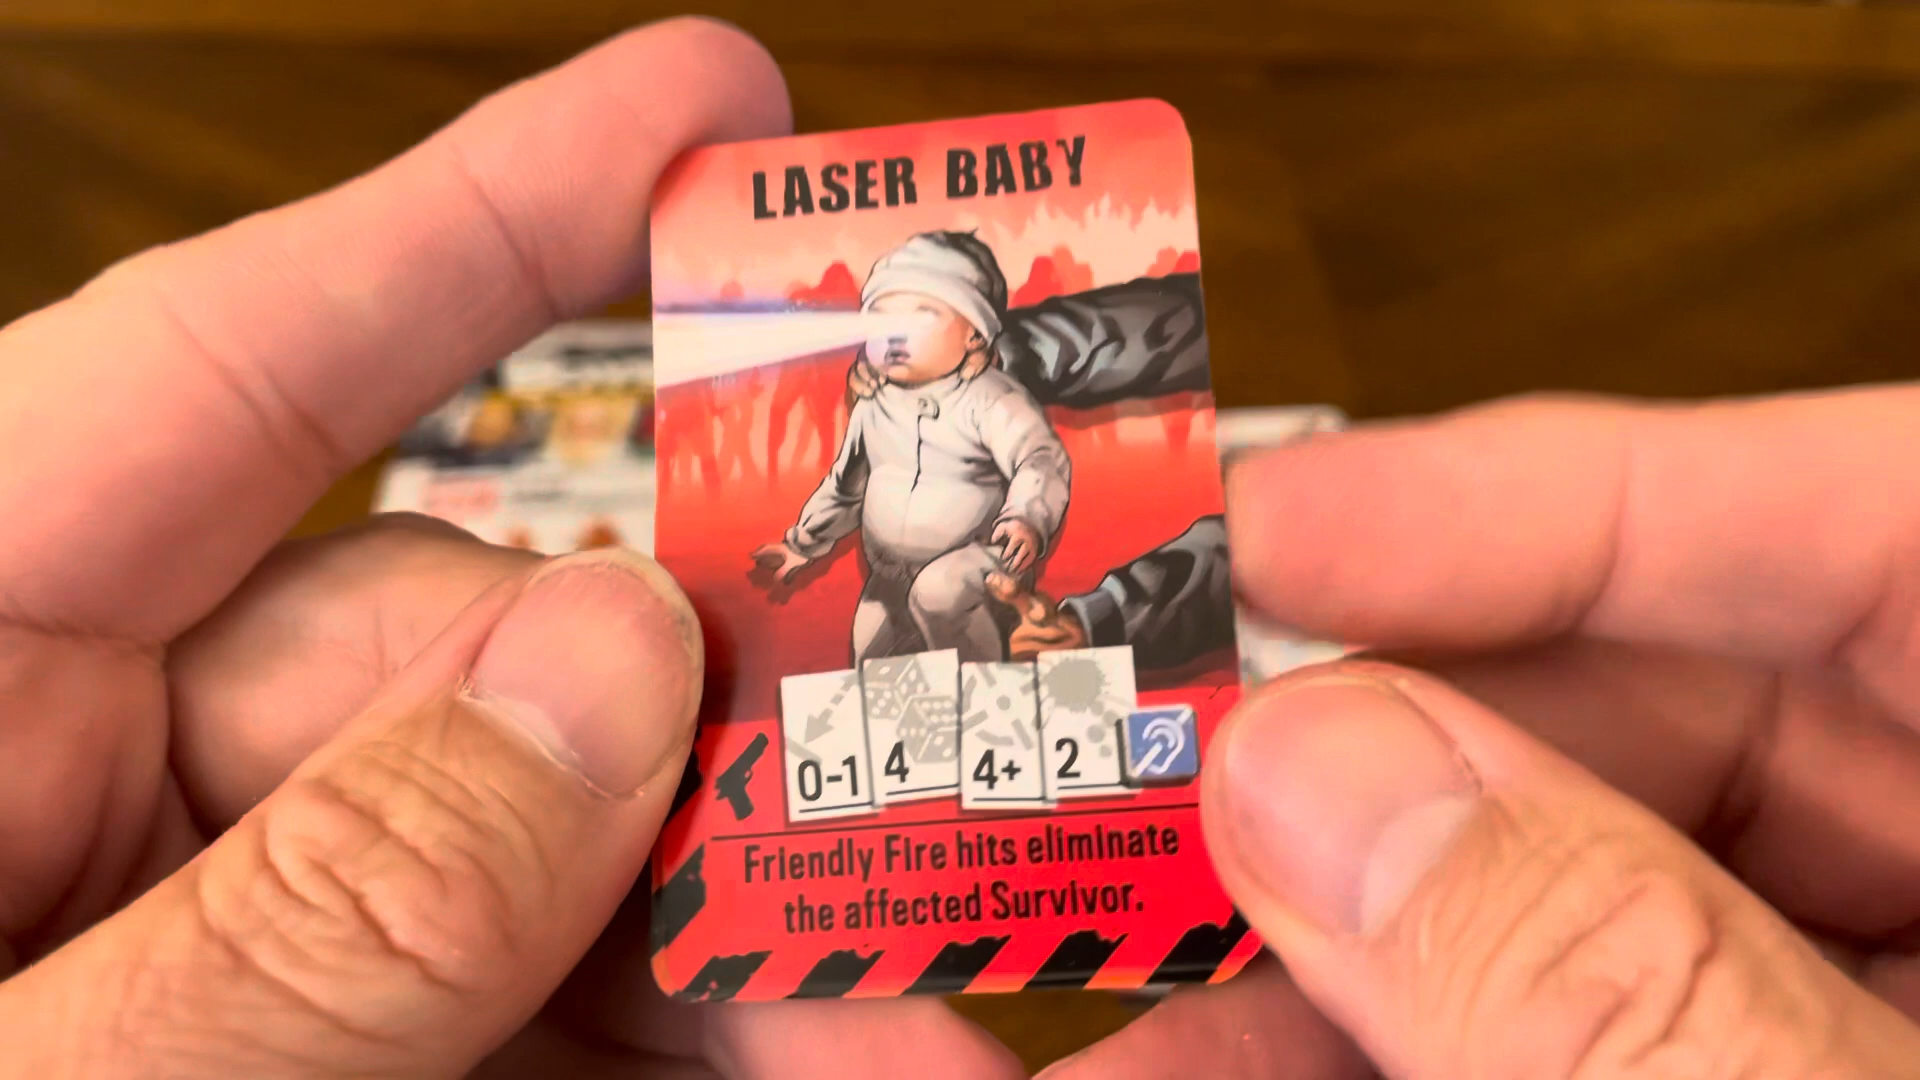 LASER BABY
0-1 4 4+ 2
Friendly Fire hits eliminate
the affected Survivor.